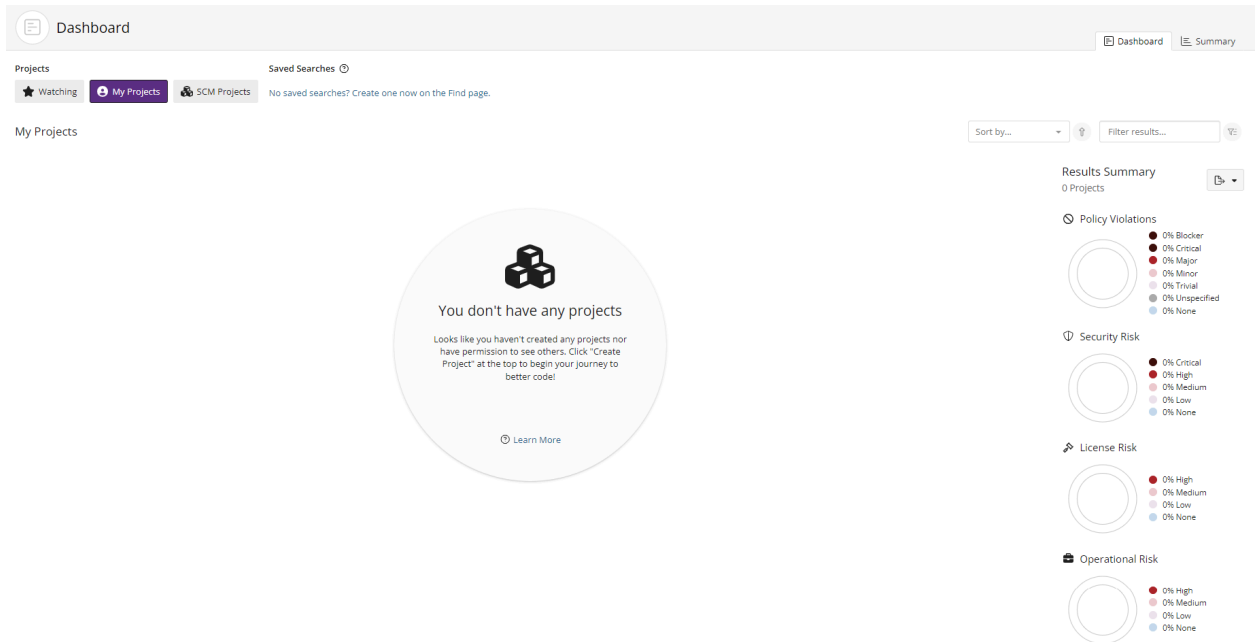 Dashboard
Dashboard
Summary
Projects
Saved Searches
Watching
My Projects
SCM Projects
No saved searches? Create one now on the Find page.
My Projects
Sort by...
Filter results...
You don't have any projects
Looks like you haven't created any projects nor
have permission to see others. Click "Create
Project" at the top to begin your journey to
better code!
Learn More
Results Summary
0 Projects
Policy Violations
0% Blocker
0% Critical
0% Major
0% Minor
0% Trivial
0% Unspecified
0% None
Security Risk
0% Critical
0% High
0% Medium
0% Low
0% None
License Risk
0% High
0% Medium
0% Low
0% None
Operational Risk
0% High
0% Medium
0% Low
0% None